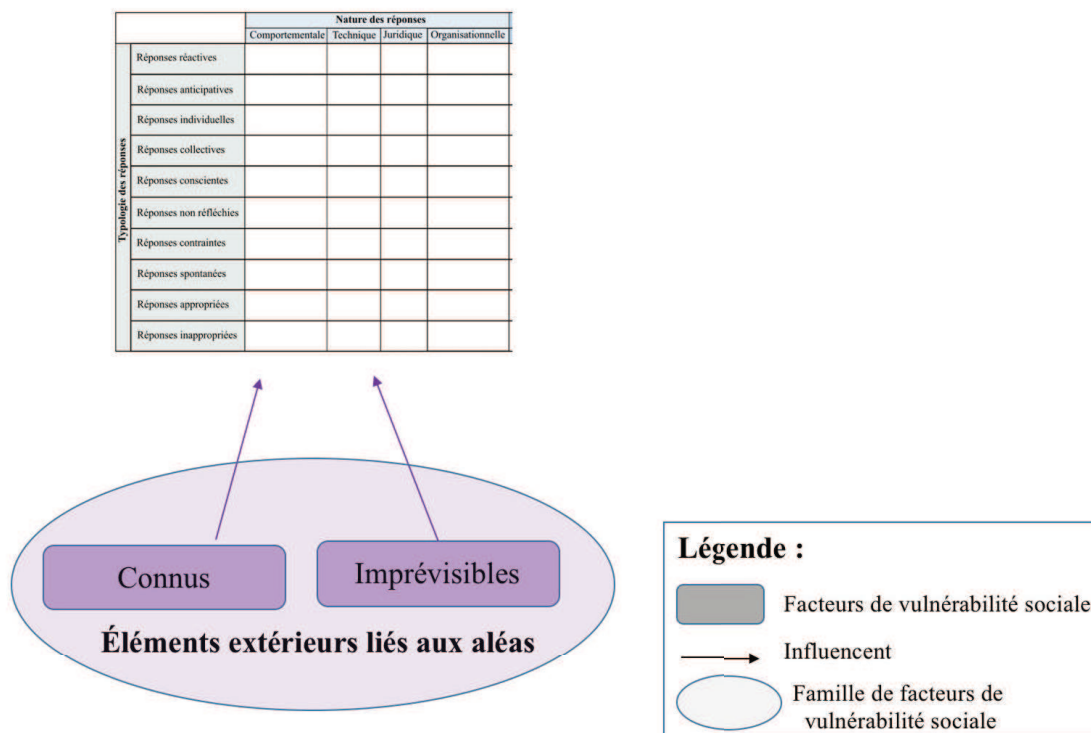 Nature des réponses
Comportementale Technique Juridique Organisationnelle
Typologie des réponses
Réponses réactives
Réponses anticipatives
Réponses individuelles
Réponses collectives
Réponses conscientes
Réponses non réfléchies
Réponses contraintes
Réponses spontanées
Réponses appropriées
Réponses inappropriées
Connus
Imprévisibles
Éléments extérieurs liés aux aléas
Légende :
Facteurs de vulnérabilité sociale
Influencent
Famille de facteurs de
vulnérabilité sociale